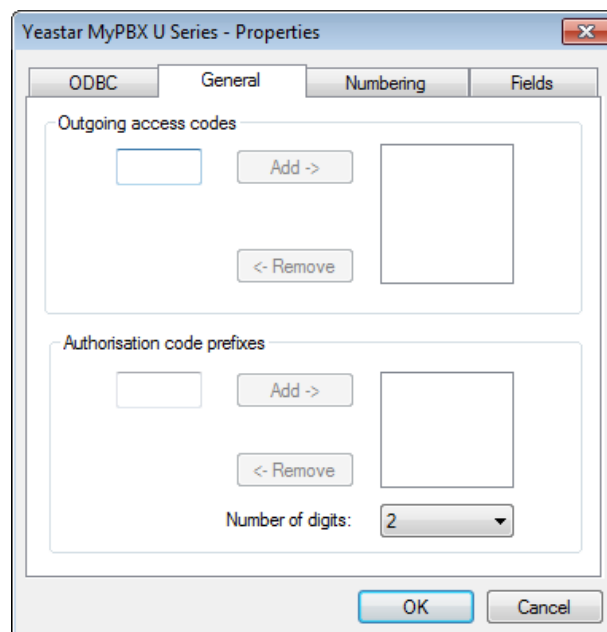 Yeastar MyPBX U Series - Properties
ODBC General Numbering Fields
Outgoing access codes
Add ->
<- Remove
Authorisation code prefixes
Add ->
<- Remove
Number of digits: 2
OK Cancel